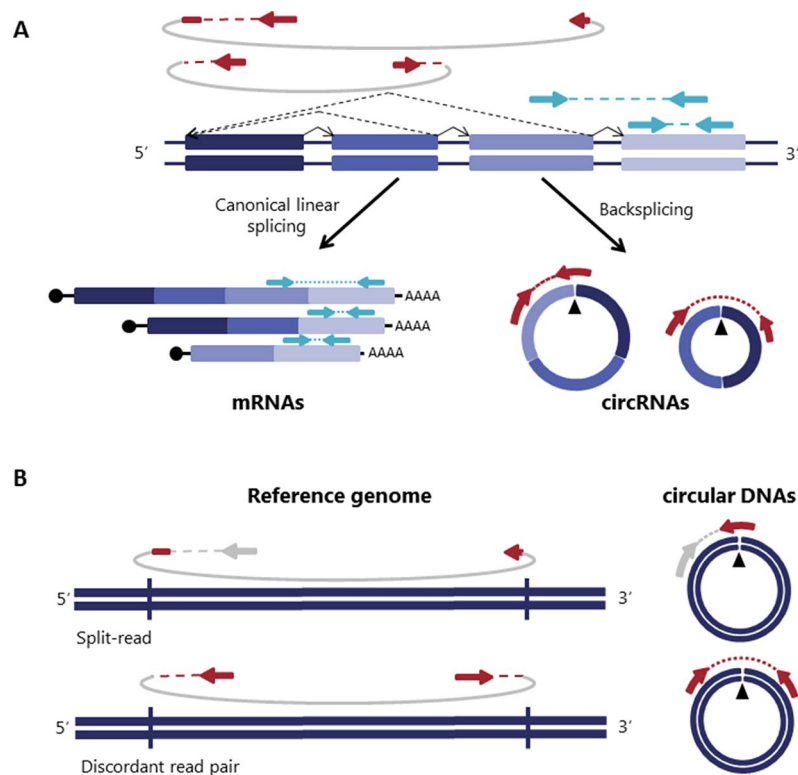 A
5′
3′
Canonical linear
splicing
Backsplicing
AAAA
AAAA
AAAA
mRNAs
circRNAs
B
Reference genome
circular DNAs
5′
3′
Split-read
5′
3′
Discordant read pair